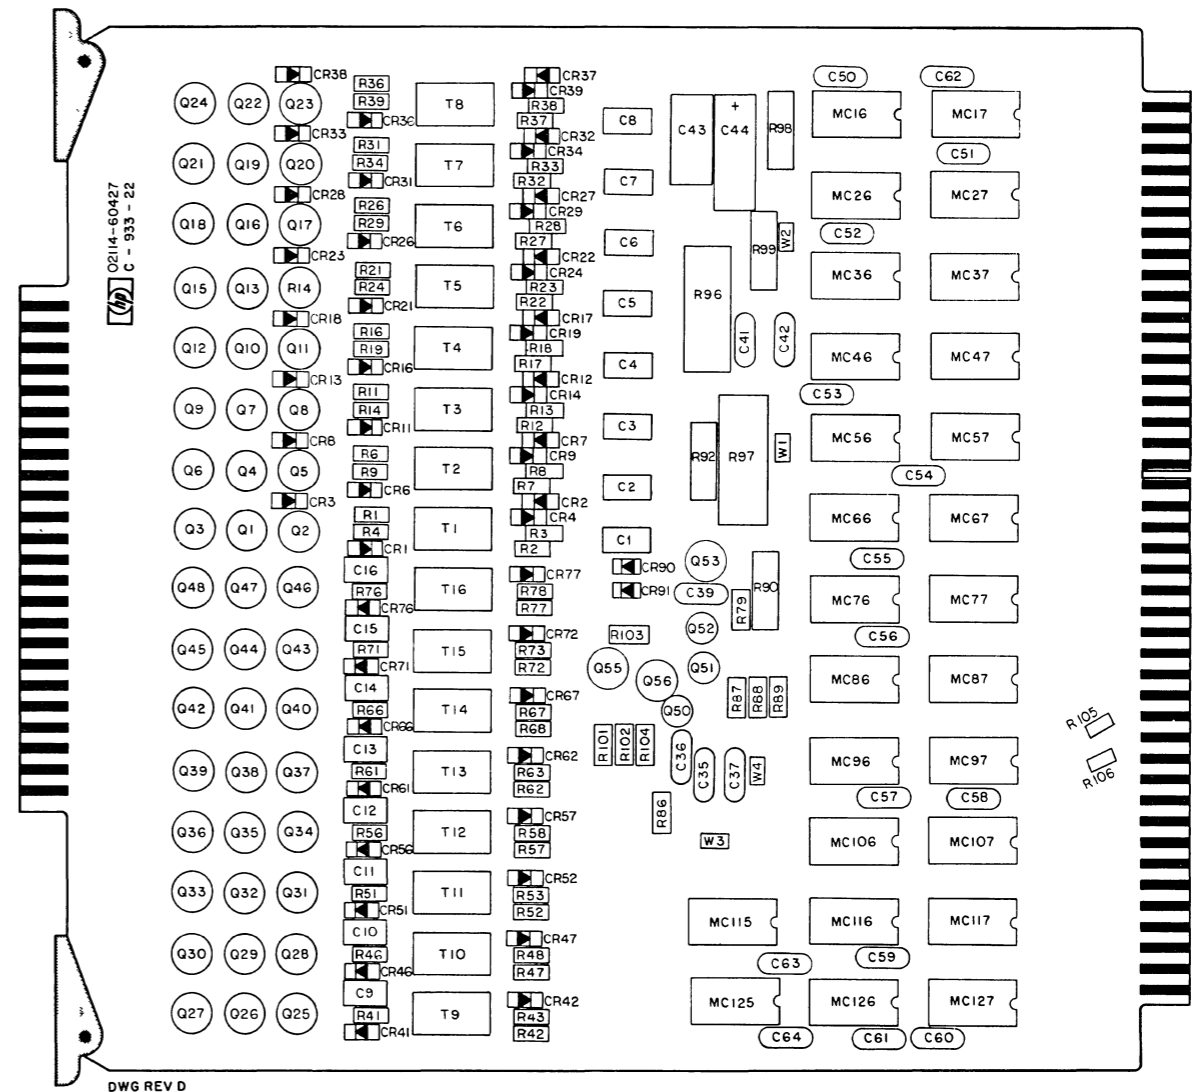 CR38 R36 CR37
Q24 Q22 Q23 R39 T8 CR39 R38 C8 C43 + C44 R98 C50 C62
CR36 R37 MC16 MC17
CR33 R31 CR32 C51
Q21 Q19 Q20 R34 T7 CR34 R33 C7
CR31 R32 MC26 MC27
CR28 R26 CR27
Q18 Q16 Q17 R29 T6 CR29 R28 C6 R99 W2 C52
CR26 R27
CR23 R21 CR22 MC36 MC37
Q15 Q13 R14 R24 T5 CR24 R23 C5 R96
CR21 R22
CR18 R16 CR17 C41 C42
Q12 Q10 Q11 R19 T4 CR19 R18 C4 MC46 MC47
CR16 R17
CR13 R11 CR12 C53
Q9 Q7 Q8 R14 T3 CR14 R13 C3
CR11 R12 MC56 MC57
CR8 R6 CR7 R92 R97 W1
Q6 Q4 Q5 R9 T2 CR9 R8 C2 C54
CR6 R7
CR3 R1 CR2 MC66 MC67
Q3 Q1 Q2 R4 T1 CR4 R3 C1
CR1 R2 Q53 C55
C16 CR90
Q48 Q47 Q46 R76 T16 CR77 R78 CR91 C39 R79 R90 MC76 MC77
CR76 R77
C15 CR72 R103 Q52 C56
Q45 Q44 Q43 R71 T15 R73 Q55 Q56 Q51
CR71 R72 MC86 MC87
C14 CR67 R87 R88 R89
Q42 Q41 Q40 R66 T14 R67 Q50
CR66 R68 R105
C13 CR62 R101 R102 R104 C36 C35 C37 W4 MC96 MC97
Q39 Q38 Q37 R61 T13 R63 R106
CR61 R62 C57 C58
C12 CR57 R86
Q36 Q35 Q34 R56 T12 R58 W3 MC106 MC107
CR56 R57
C11 CR52
Q33 Q32 Q31 R51 T11 R53
CR51 R52 MC115 MC116 MC117
C10 CR47
Q30 Q29 Q28 R46 T10 R48 C63 C59
CR46 R47
C9 CR42 MC125 MC126 MC127
Q27 Q26 Q25 R41 T9 R43
CR41 R42 C64 C61 C60
hp 02114-60427
C - 933 - 22
DWG REV D